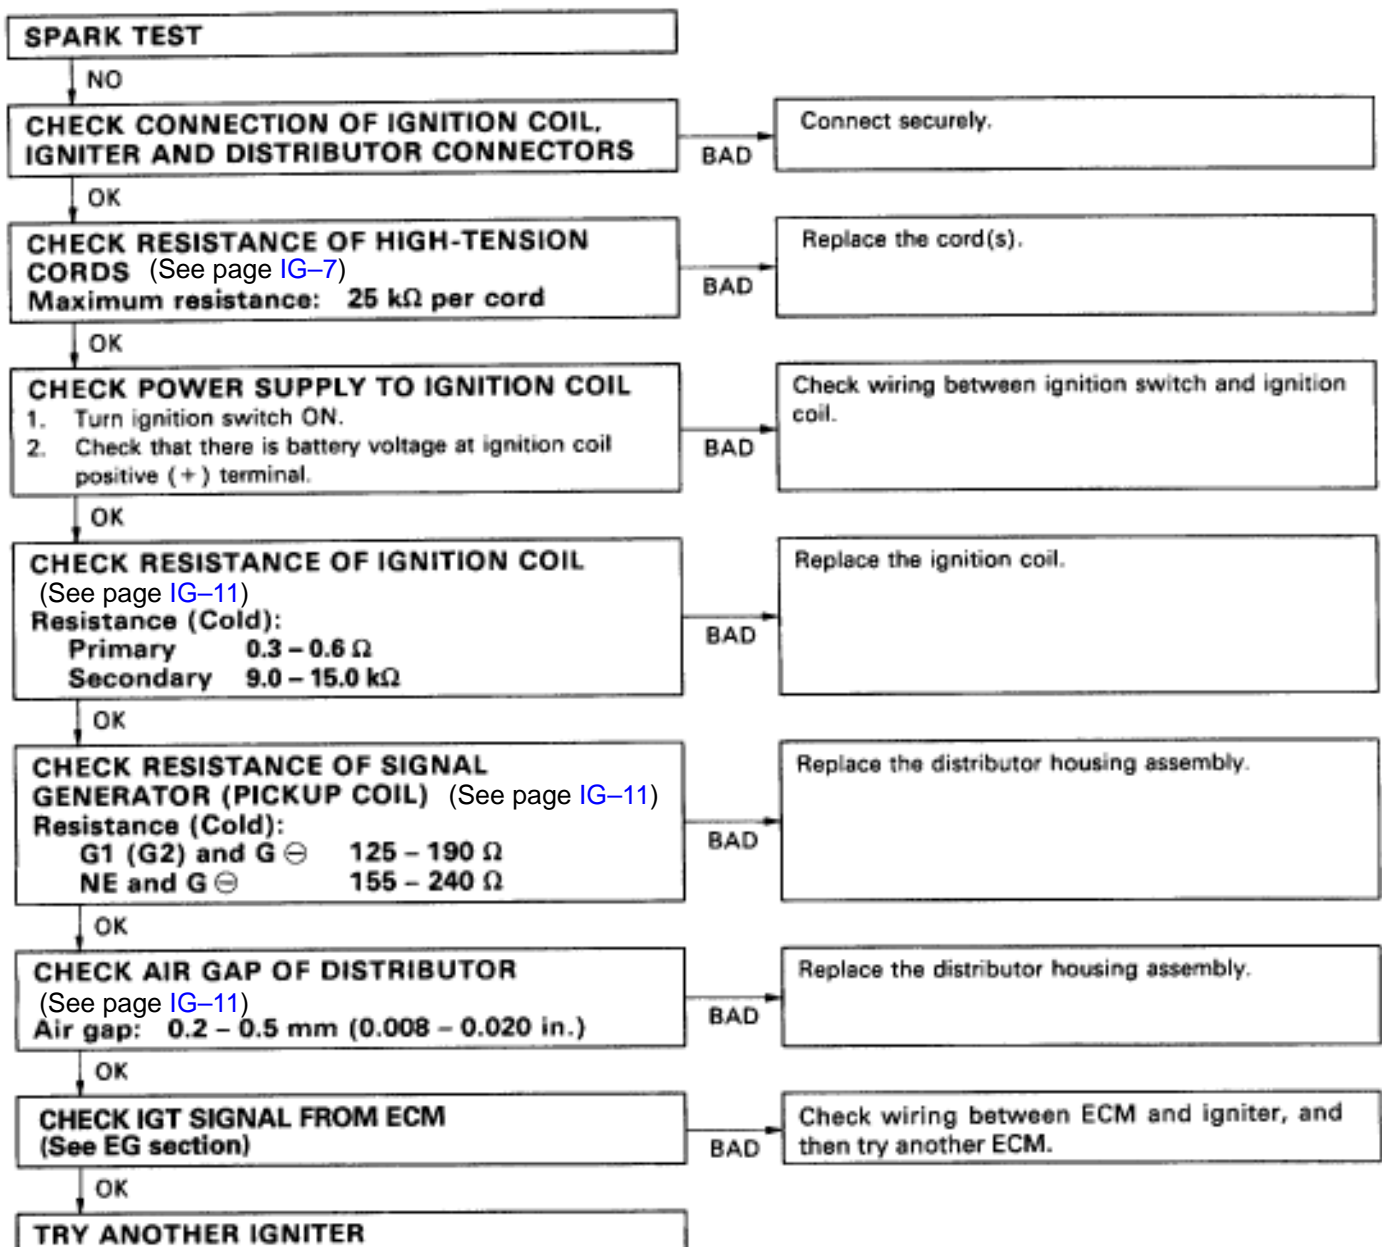 SPARK TEST
NO
CHECK CONNECTION OF IGNITION COIL,
IGNITER AND DISTRIBUTOR CONNECTORS
BAD
Connect securely.
OK
CHECK RESISTANCE OF HIGH-TENSION
CORDS (See page IG–7)
Maximum resistance: 25 kΩ per cord
BAD
Replace the cord(s).
OK
CHECK POWER SUPPLY TO IGNITION COIL
1. Turn ignition switch ON.
2. Check that there is battery voltage at ignition coil
positive (+) terminal.
BAD
Check wiring between ignition switch and ignition
coil.
OK
CHECK RESISTANCE OF IGNITION COIL
(See page IG–11)
Resistance (Cold):
Primary 0.3 – 0.6 Ω
Secondary 9.0 – 15.0 kΩ
BAD
Replace the ignition coil.
OK
CHECK RESISTANCE OF SIGNAL
GENERATOR (PICKUP COIL) (See page IG–11)
Resistance (Cold):
G1 (G2) and G ⊖ 125 – 190 Ω
NE and G ⊖ 155 – 240 Ω
BAD
Replace the distributor housing assembly.
OK
CHECK AIR GAP OF DISTRIBUTOR
(See page IG–11)
Air gap: 0.2 – 0.5 mm (0.008 – 0.020 in.)
BAD
Replace the distributor housing assembly.
OK
CHECK IGT SIGNAL FROM ECM
(See EG section)
BAD
Check wiring between ECM and igniter, and
then try another ECM.
OK
TRY ANOTHER IGNITER